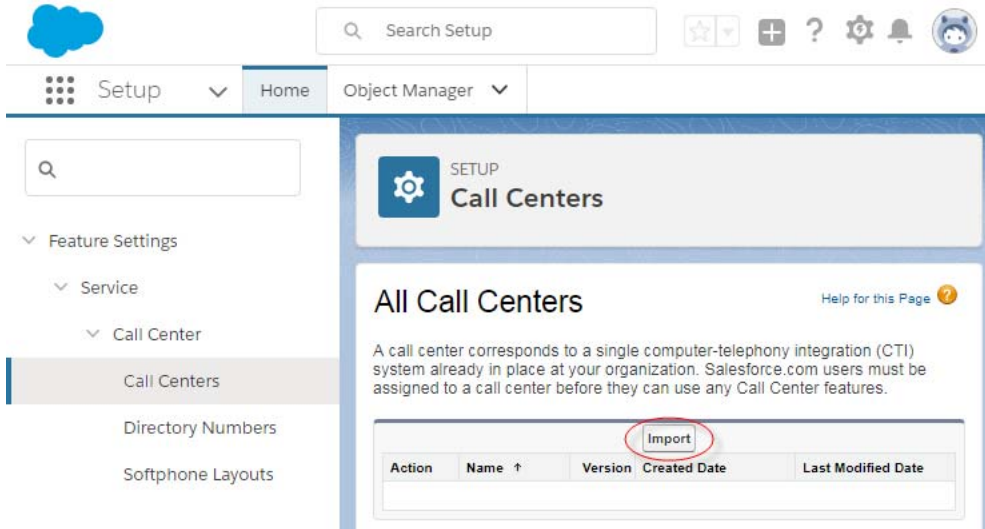 Search Setup
Setup Home Object Manager
Feature Settings
Service
Call Center
Call Centers
Directory Numbers
Softphone Layouts
SETUP
Call Centers
All Call Centers
Help for this Page ?
A call center corresponds to a single computer-telephony integration (CTI)
system already in place at your organization. Salesforce.com users must be
assigned to a call center before they can use any Call Center features.
Import
Action Name ↑ Version Created Date Last Modified Date